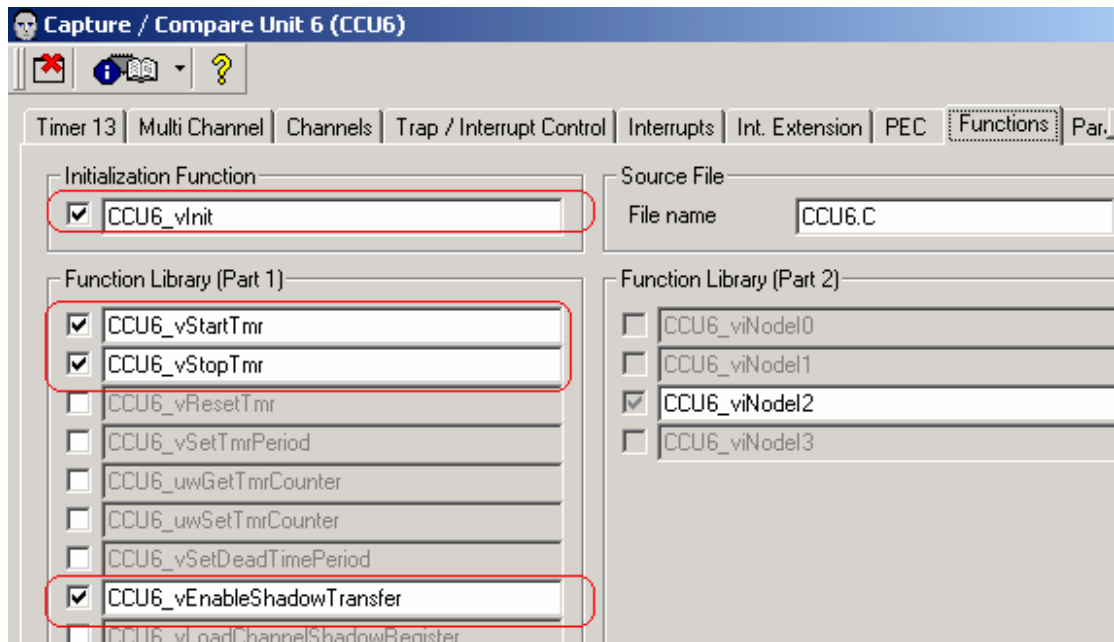 Capture / Compare Unit 6 (CCU6)
Timer 13 Multi Channel Channels Trap / Interrupt Control Interrupts Int. Extension PEC Functions Par.
Initialization Function
CCU6_vInit
Source File
File name CCU6.C
Function Library (Part 1)
CCU6_vStartTmr
CCU6_vStopTmr
CCU6_vResetTmr
CCU6_vSetTmrPeriod
CCU6_uwGetTmrCounter
CCU6_uwSetTmrCounter
CCU6_vSetDeadTimePeriod
CCU6_vEnableShadowTransfer
CCU6_vLoadChannelShadowRegister
Function Library (Part 2)
CCU6_viNodeI0
CCU6_viNodeI1
CCU6_viNodeI2
CCU6_viNodeI3